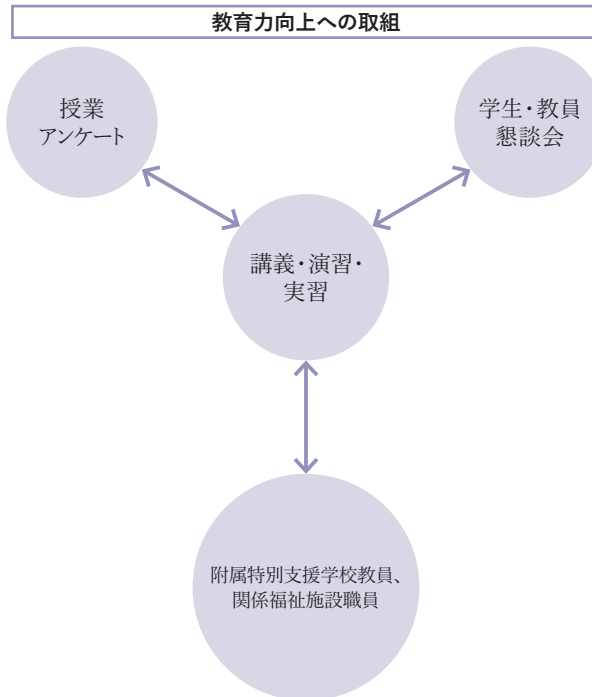 教育力向上への取組
授業
アンケート
学生・教員
懇談会
講義・演習・
実習
附属特別支援学校教員、
関係福祉施設職員